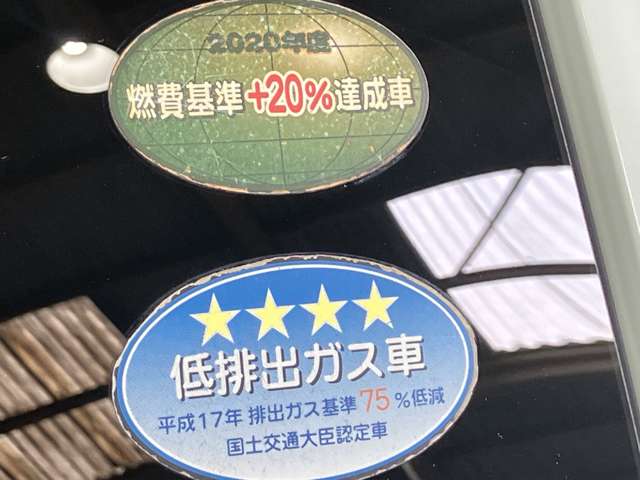 2020年度
燃費基準+20%達成車
低排出ガス車
平成17年 排出ガス基準75%低減
国土交通大臣認定車